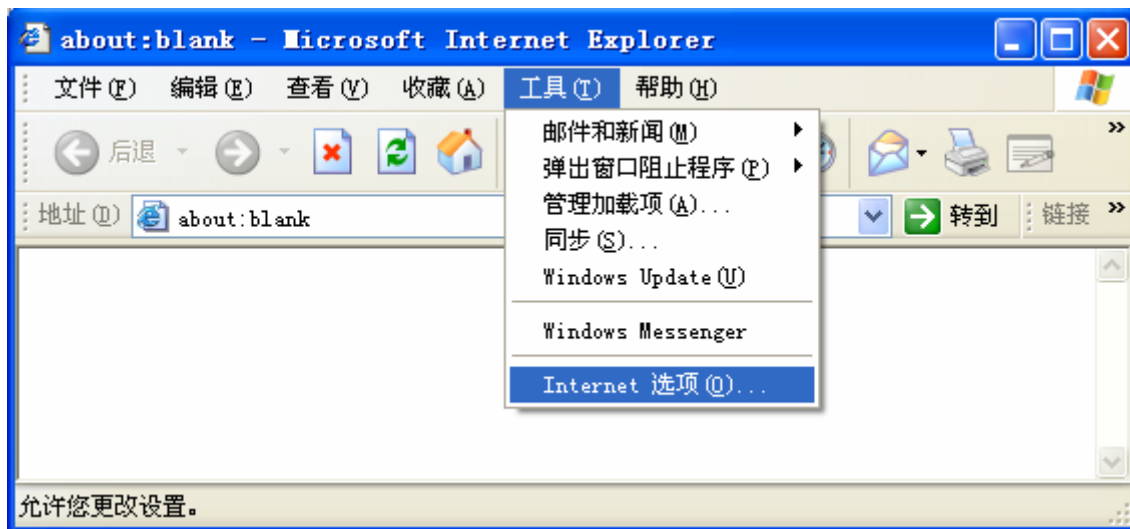 about:blank - Microsoft Internet Explorer
文件(F) 编辑(E) 查看(V) 收藏(A) 工具(T) 帮助(H)
后退
地址(D) about:blank 转到 链接
邮件和新闻(M)
弹出窗口阻止程序(P)
管理加载项(A)...
同步(S)...
Windows Update(U)
Windows Messenger
Internet 选项(O)...
允许您更改设置。